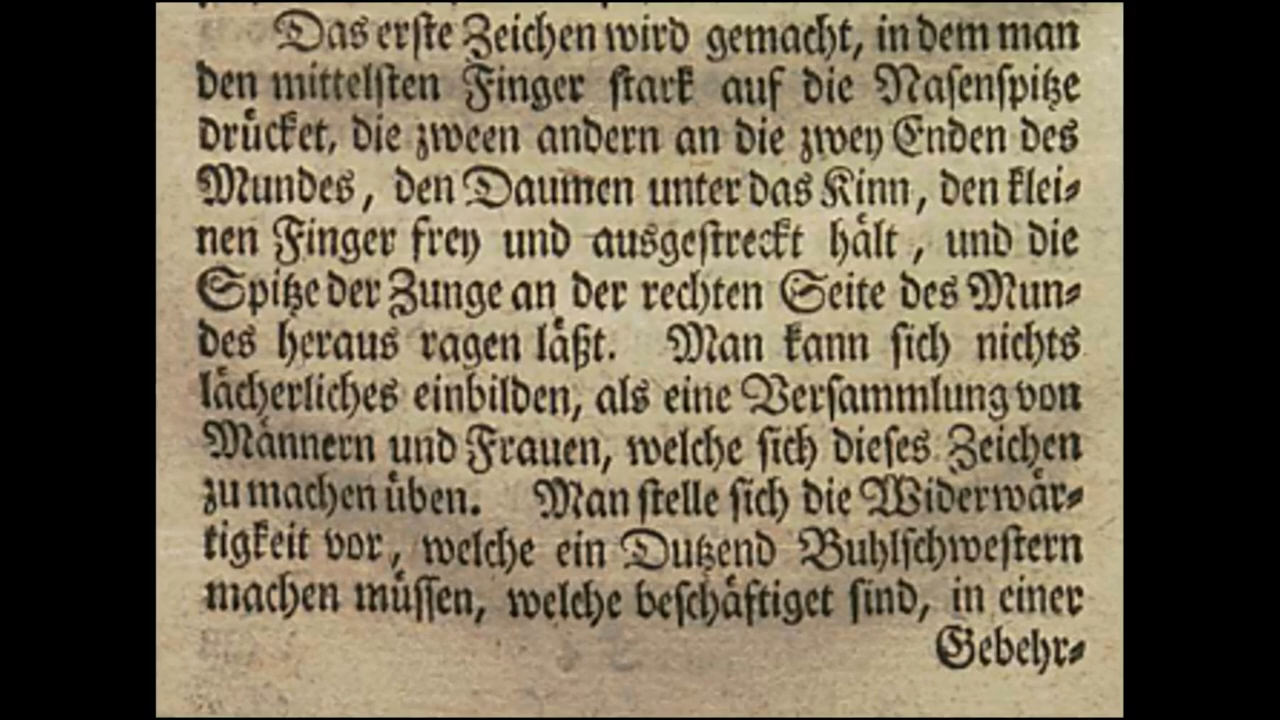 Das erſte Zeichen wird gemacht, in dem man
den mittelſten Finger ſtark auf die Naſenſpitze
drücket, die zween andern an die zwey Enden des
Mundes, den Daumen unter das Kinn, den klei⸗
nen Finger frey und ausgeſtreckt hält, und die
Spitze der Zunge an der rechten Seite des Mun⸗
des heraus ragen läßt. Man kann ſich nichts
lächerliches einbilden, als eine Verſammlung von
Männern und Frauen, welche ſich dieſes Zeichen
zu machen üben. Man ſtelle ſich die Widerwär⸗
tigkeit vor, welche ein Dutzend Buhlſchweſtern
machen müſſen, welche beſchäftiget ſind, in einer
Gebehr⸗